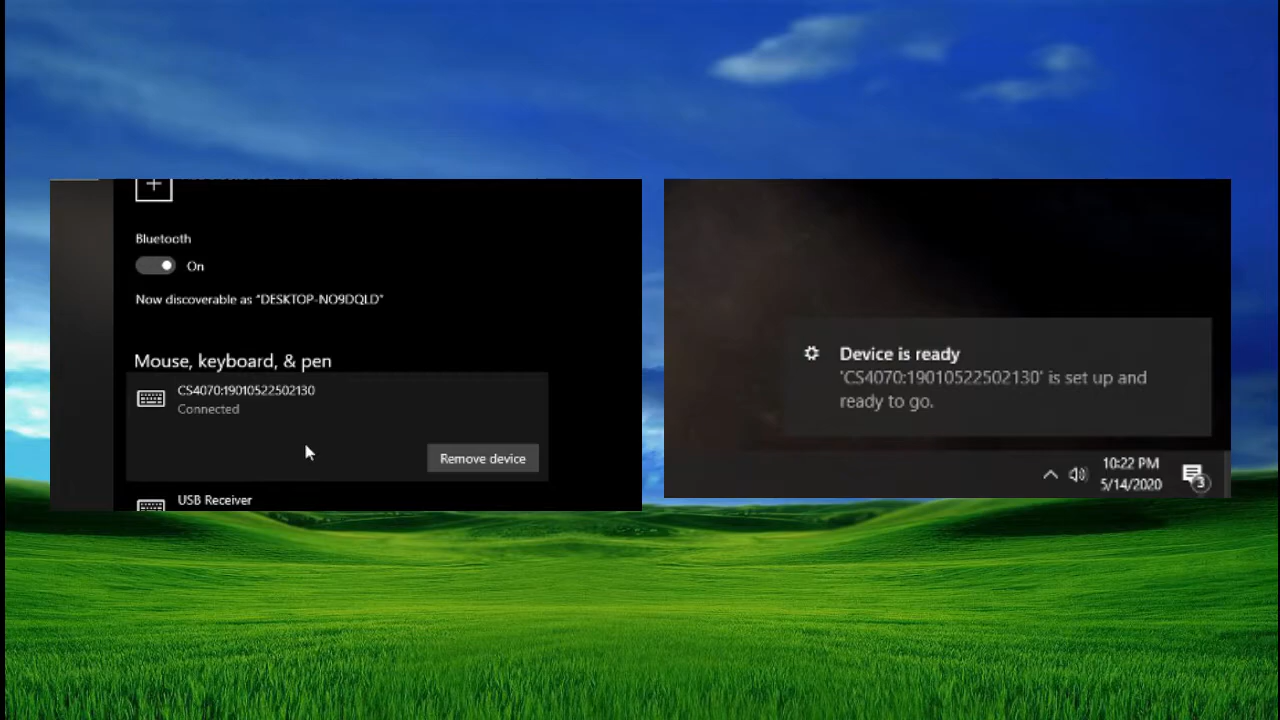 Bluetooth
On
Now discoverable as "DESKTOP-NO9DQLD"
Mouse, keyboard, & pen
CS4070:19010522502130
Connected
Remove device
USB Receiver
Device is ready
'CS4070:19010522502130' is set up and
ready to go.
10:22 PM
5/14/2020
3